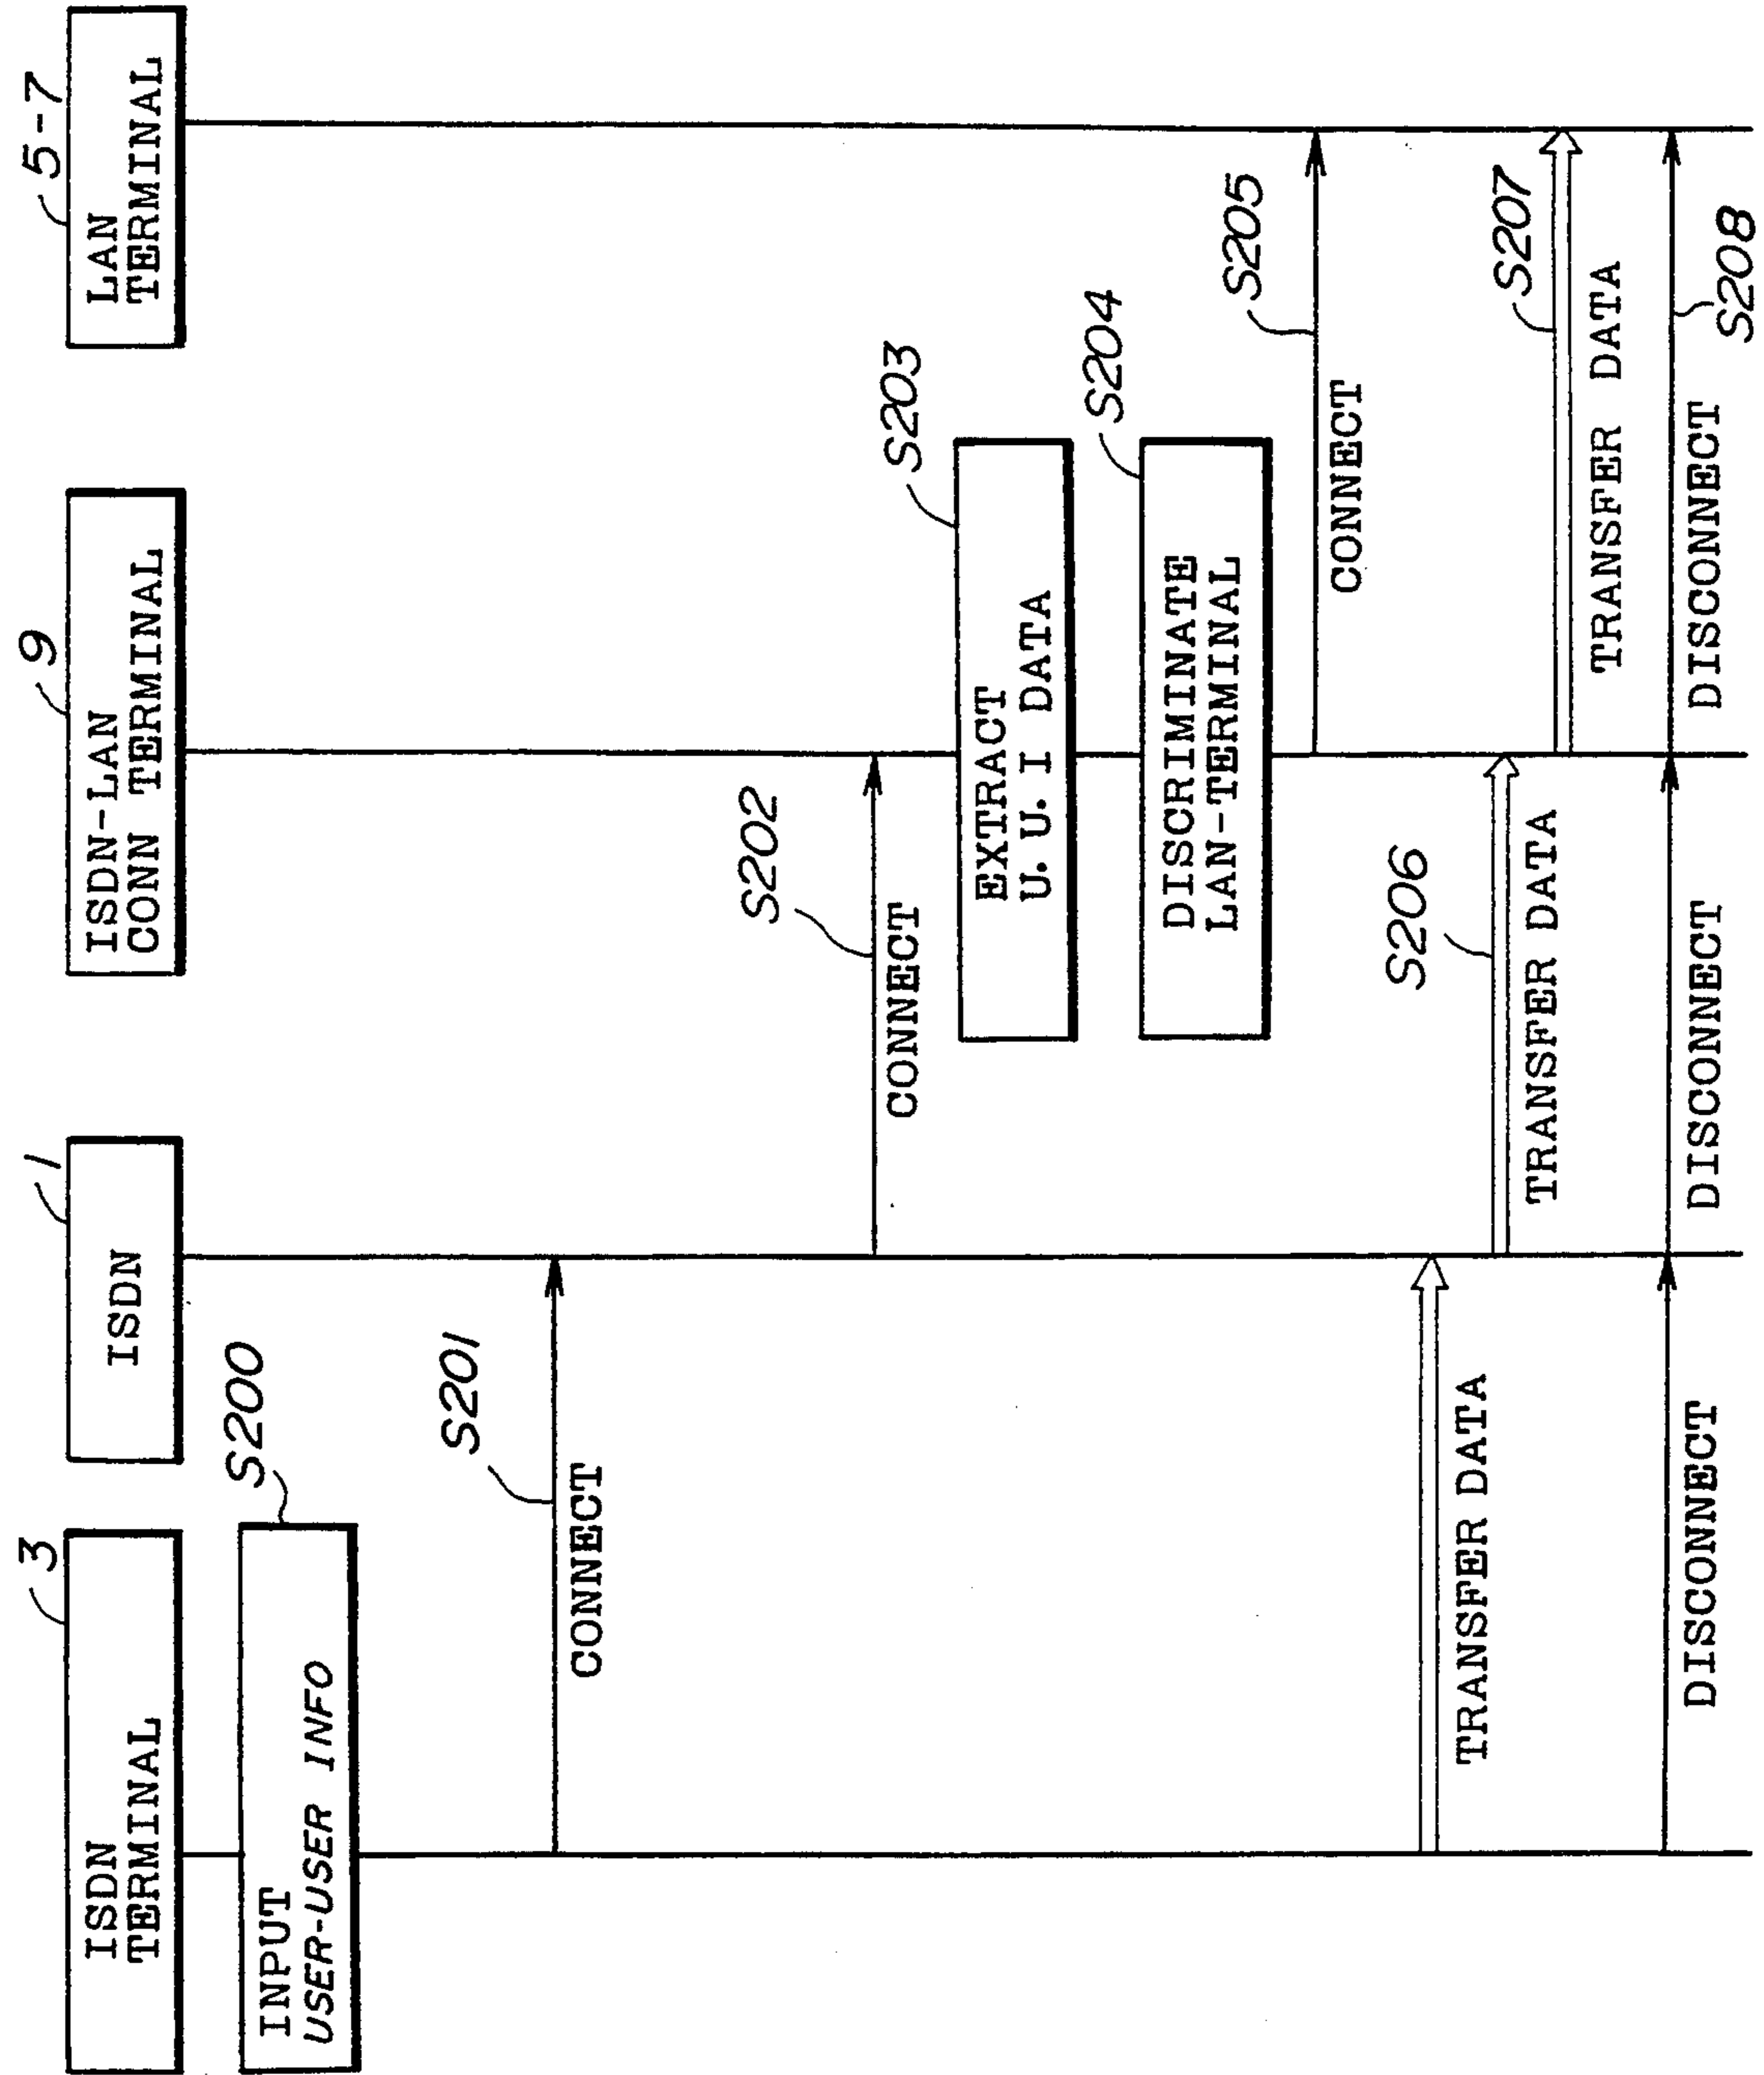 3
ISDN
TERMINAL
1
ISDN
9
ISDN-LAN
CONN TERMINAL
5-7
LAN
TERMINAL
S200
INPUT
USER-USER INFO
S201
CONNECT
S202
CONNECT
S203
EXTRACT
U. U. I DATA
S204
DISCRIMINATE
LAN-TERMINAL
S205
CONNECT
TRANSFER DATA
S206
TRANSFER DATA
S207
TRANSFER DATA
DISCONNECT
DISCONNECT
DISCONNECT
S208